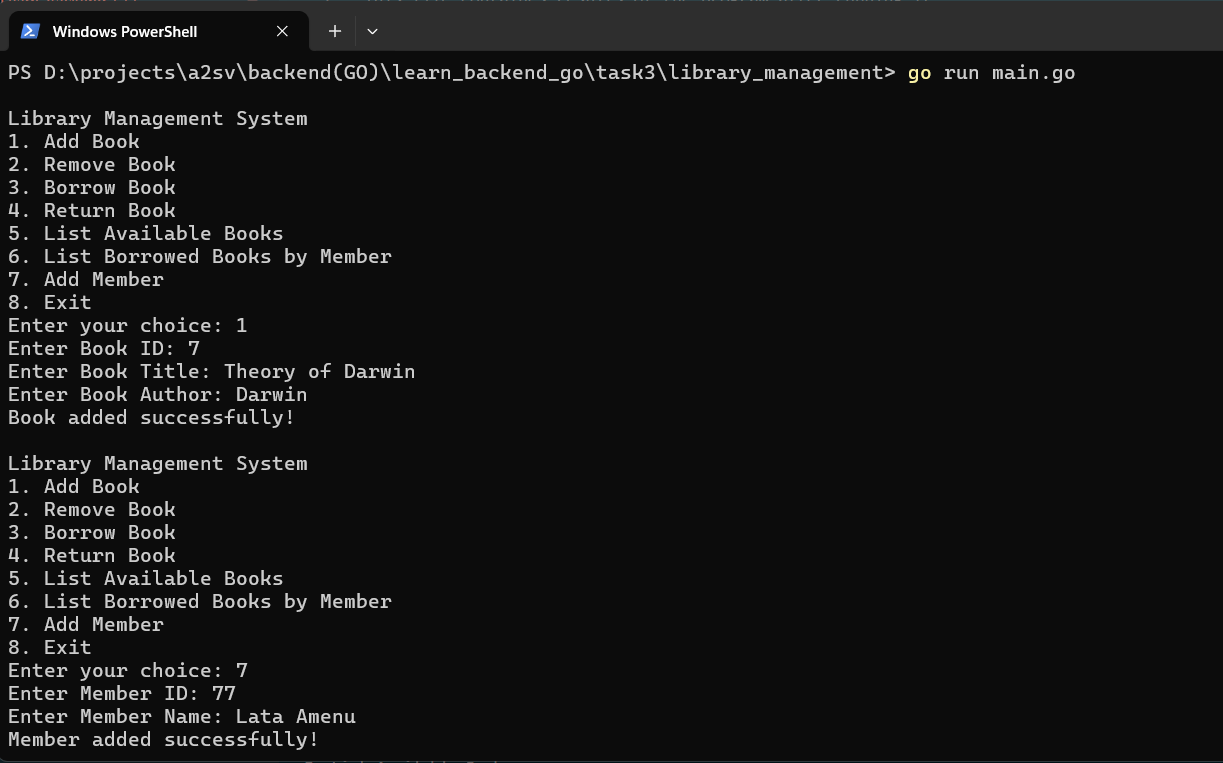 Windows PowerShell
PS D:\projects\a2sv\backend(GO)\learn_backend_go\task3\library_management> go run main.go
Library Management System
1. Add Book
2. Remove Book
3. Borrow Book
4. Return Book
5. List Available Books
6. List Borrowed Books by Member
7. Add Member
8. Exit
Enter your choice: 1
Enter Book ID: 7
Enter Book Title: Theory of Darwin
Enter Book Author: Darwin
Book added successfully!
Library Management System
1. Add Book
2. Remove Book
3. Borrow Book
4. Return Book
5. List Available Books
6. List Borrowed Books by Member
7. Add Member
8. Exit
Enter your choice: 7
Enter Member ID: 77
Enter Member Name: Lata Amenu
Member added successfully!